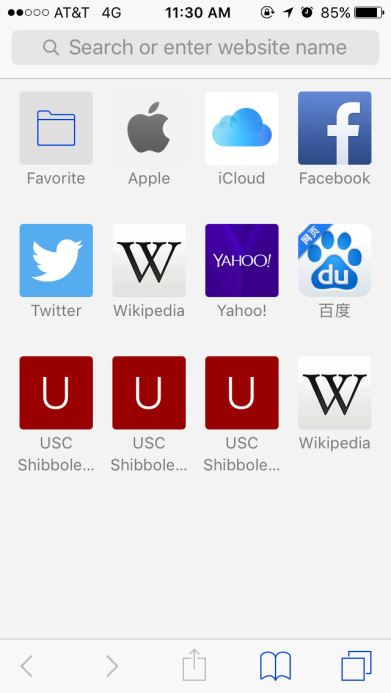 AT&T 4G 11:30 AM 85%
Search or enter website name
Favorite Apple iCloud Facebook
YAHOO! 网页 du
Twitter Wikipedia Yahoo! 百度
U U U W
USC Shibbole... USC Shibbole... USC Shibbole... Wikipedia